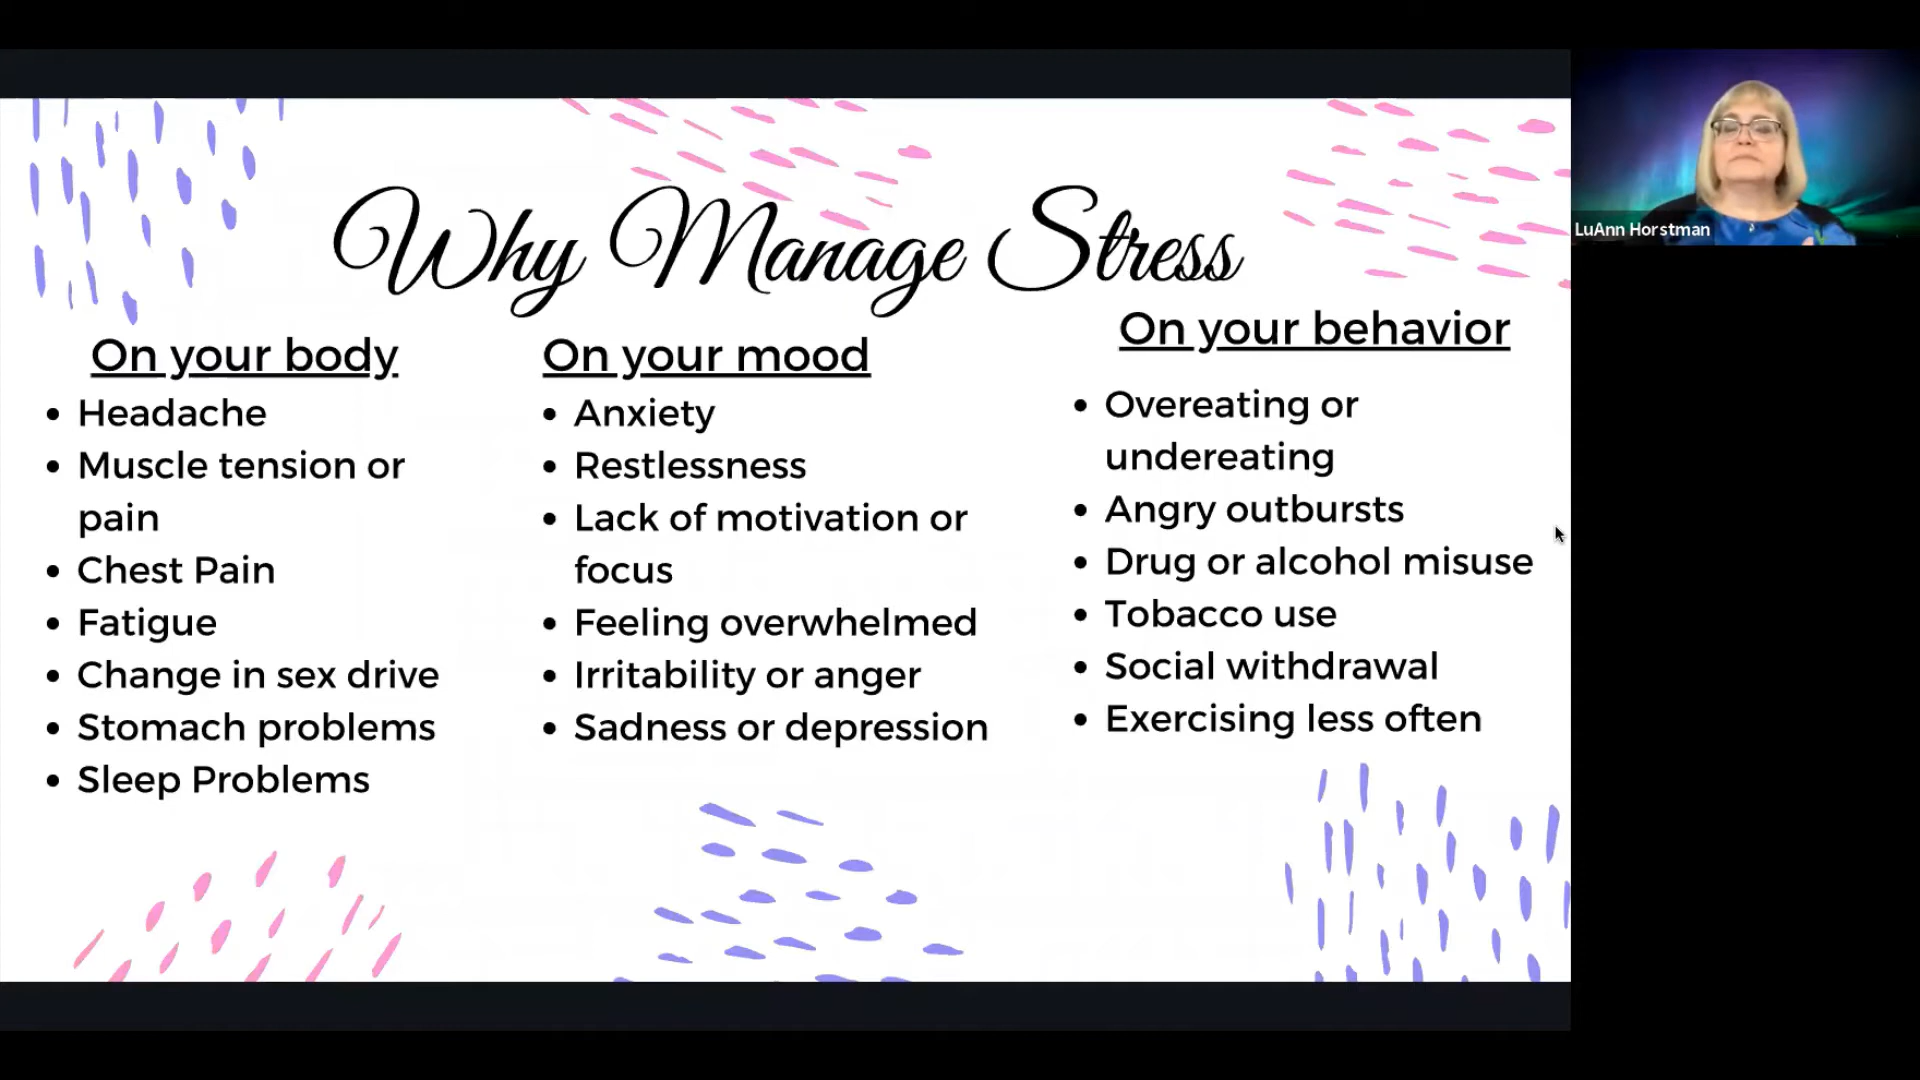 Why Manage Stress
On your body
• Headache
• Muscle tension or
pain
• Chest Pain
• Fatigue
• Change in sex drive
• Stomach problems
• Sleep Problems
On your mood
• Anxiety
• Restlessness
• Lack of motivation or
focus
• Feeling overwhelmed
• Irritability or anger
• Sadness or depression
On your behavior
• Overeating or
undereating
• Angry outbursts
• Drug or alcohol misuse
• Tobacco use
• Social withdrawal
• Exercising less often
LuAnn Horstman